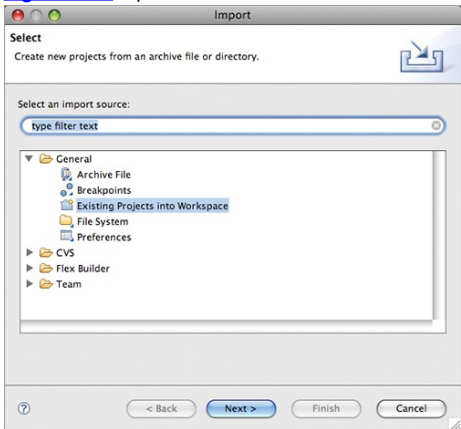 Import
Select
Create new projects from an archive file or directory.
Select an import source:
type filter text
General
Archive File
Breakpoints
Existing Projects into Workspace
File System
Preferences
CVS
Flex Builder
Team
?
< Back
Next >
Finish
Cancel